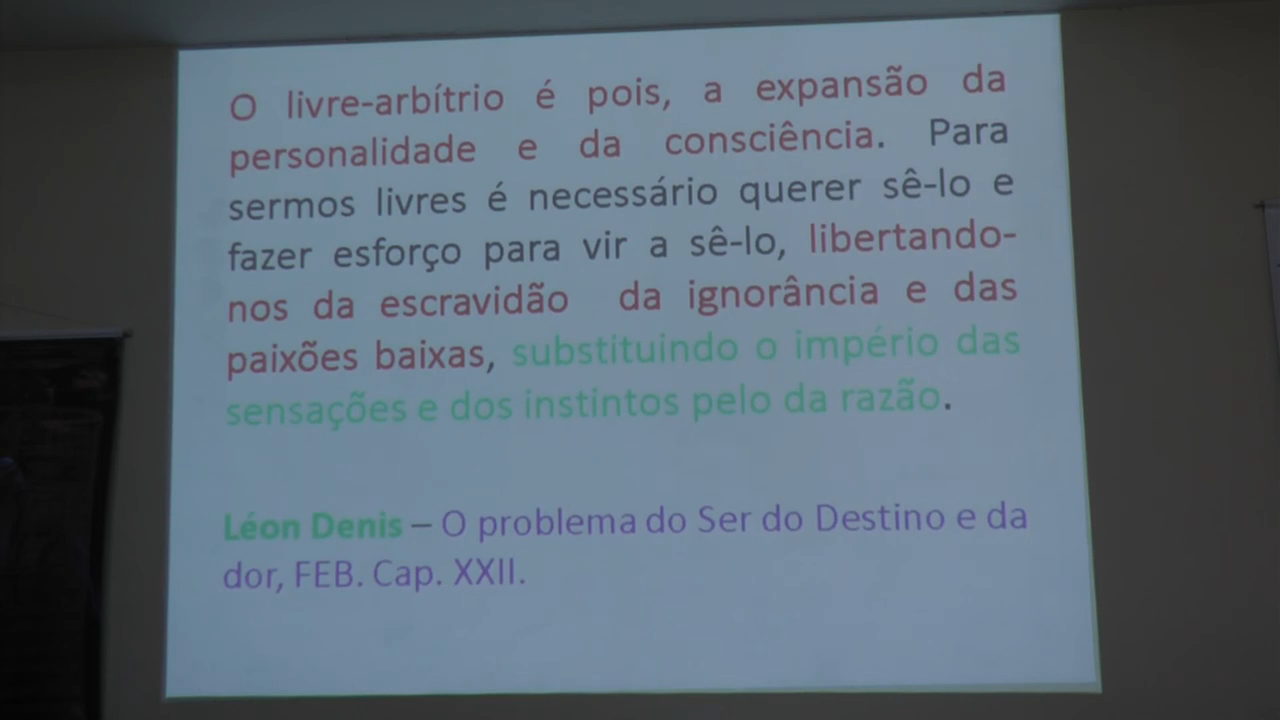 O livre-arbítrio é pois, a expansão da
personalidade e da consciência. Para
sermos livres é necessário querer sê-lo e
fazer esforço para vir a sê-lo, libertando-
nos da escravidão da ignorância e das
paixões baixas, substituindo o império das
sensações e dos instintos pelo da razão.
Léon Denis – O problema do Ser do Destino e da
dor, FEB. Cap. XXII.